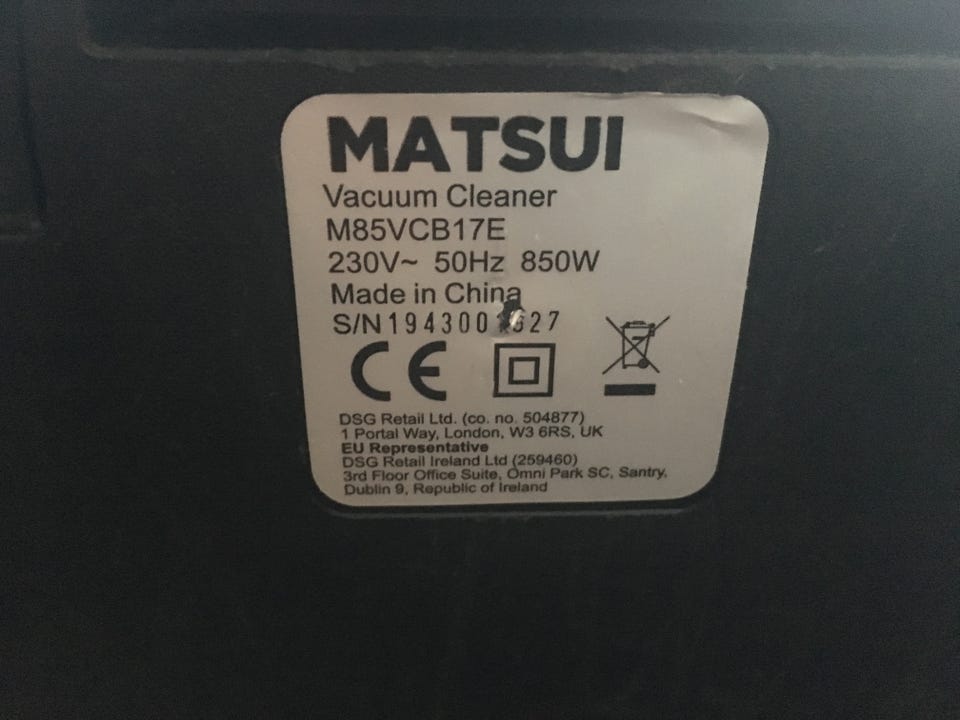 MATSUI
Vacuum Cleaner
M85VCB17E
230V~ 50Hz 850W
Made in China
S/N
CE
DSG Retail Ltd. (co. no. 504877)
1 Portal Way, London, W3 6RS, UK
EU Representative
DSG Retail Ireland Ltd (259460)
3rd Floor Office Suite, Omni Park SC, Santry,
Dublin 9, Republic of Ireland